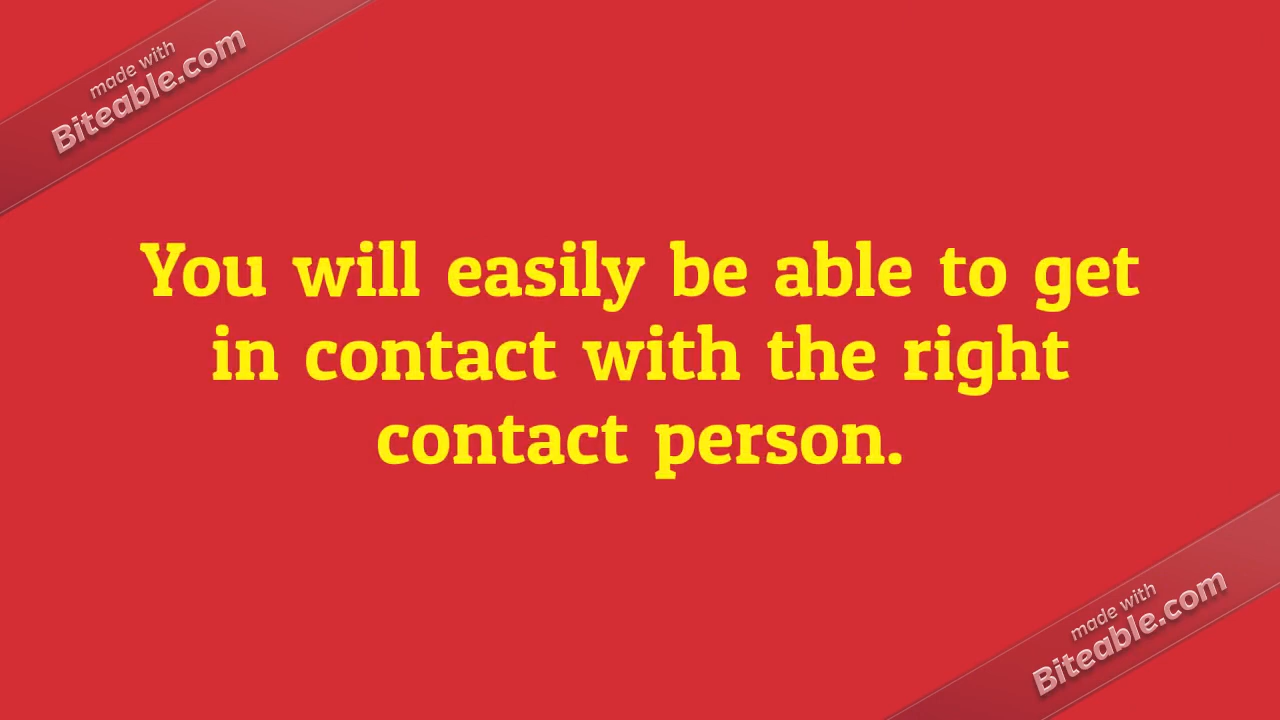 made with
Biteable.com
You will easily be able to get
in contact with the right
contact person.
made with
Biteable.com